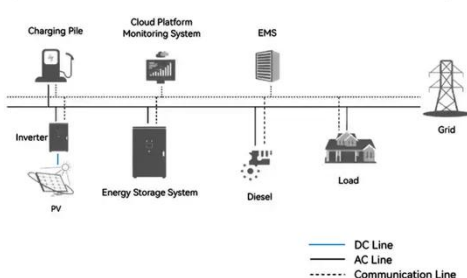 Charging Pile
Cloud Platform
Monitoring System
EMS
Grid
Inverter
PV
Energy Storage System
Diesel
Load
DC Line
AC Line
Communication Line